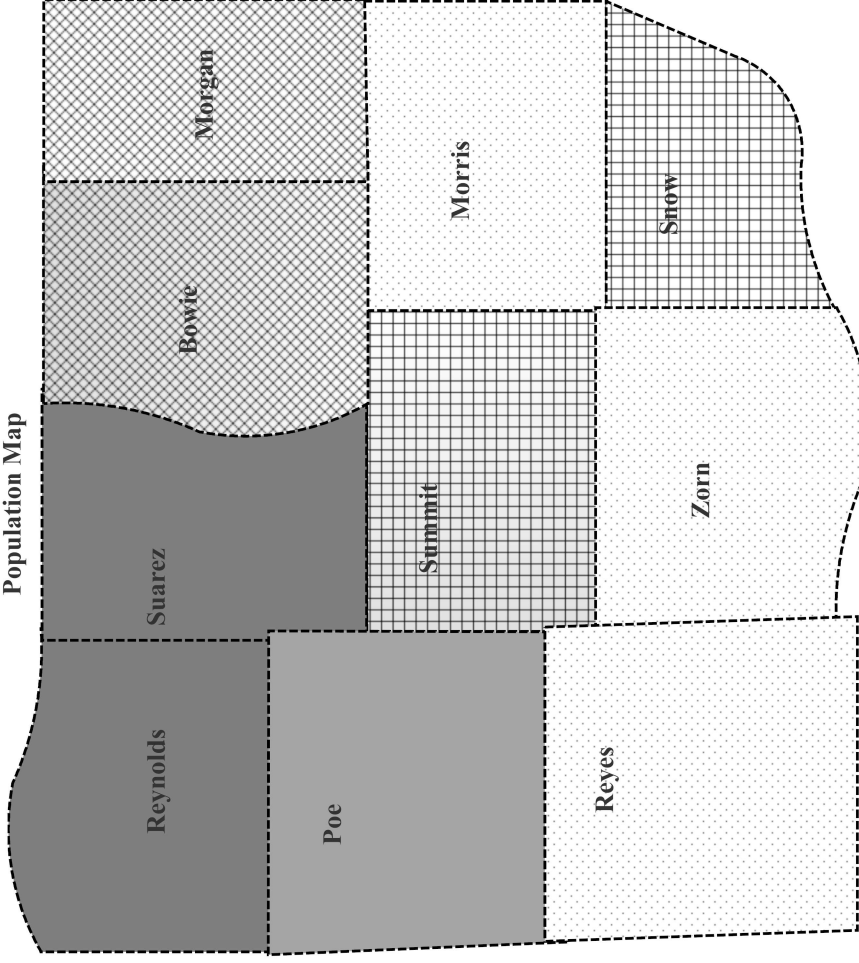 Population Map
Reynolds
Suarez
Bowie
Morgan
Poe
Summit
Morris
Reyes
Zorn
Snow